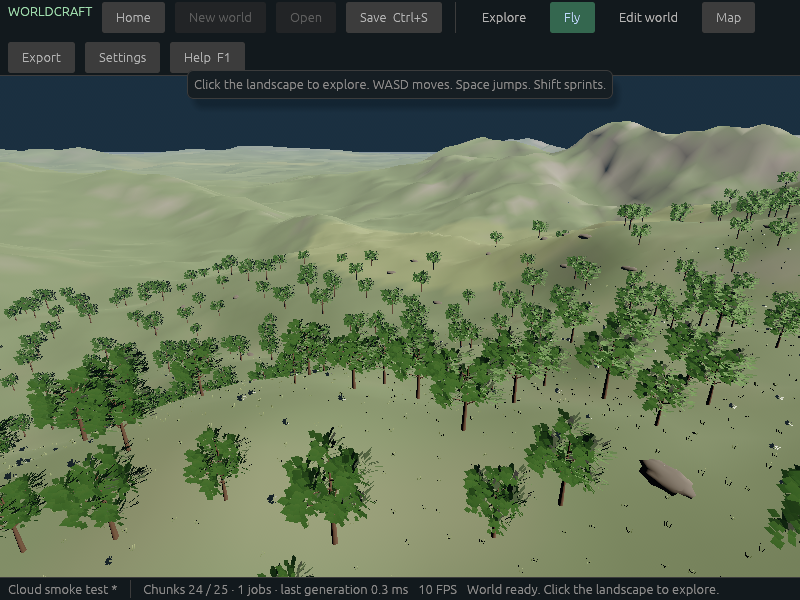 WORLDCRAFT Home New world Open Save Ctrl+S Explore Fly Edit world Map
Export Settings Help F1
Click the landscape to explore. WASD moves. Space jumps. Shift sprints.
Cloud smoke test * Chunks 24 / 25 · 1 jobs · last generation 0.3 ms 10 FPS World ready. Click the landscape to explore.